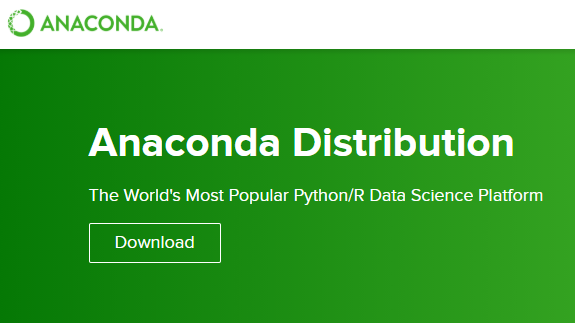 ANACONDA.
Anaconda Distribution
The World's Most Popular Python/R Data Science Platform
Download